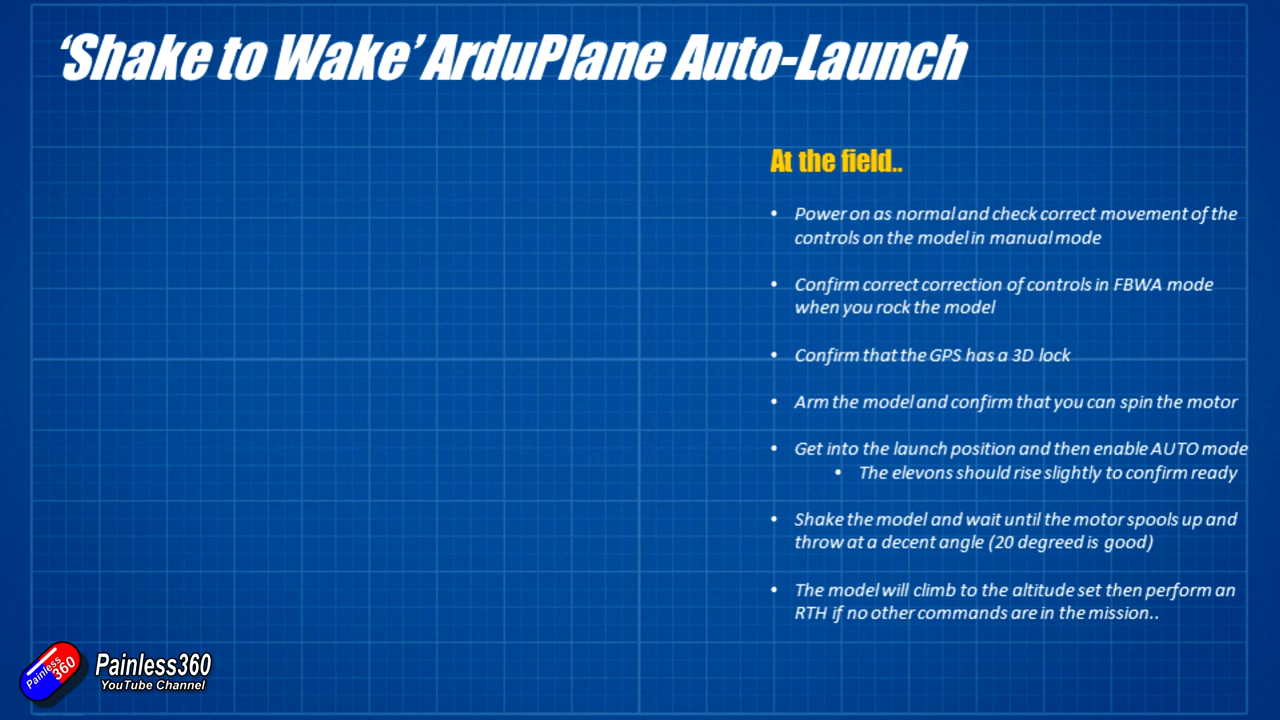 ‘Shake to Wake’ ArduPlane Auto-Launch
At the field..
• Power on as normal and check correct movement of the
controls on the model in manual mode
• Confirm correct correction of controls in FBWA mode
when you rock the model
• Confirm that the GPS has a 3D lock
• Arm the model and confirm that you can spin the motor
• Get into the launch position and then enable AUTO mode
• The elevons should rise slightly to confirm ready
• Shake the model and wait until the motor spools up and
throw at a decent angle (20 degreed is good)
• The model will climb to the altitude set then perform an
RTH if no other commands are in the mission..
Painless
360
Painless360
YouTube Channel